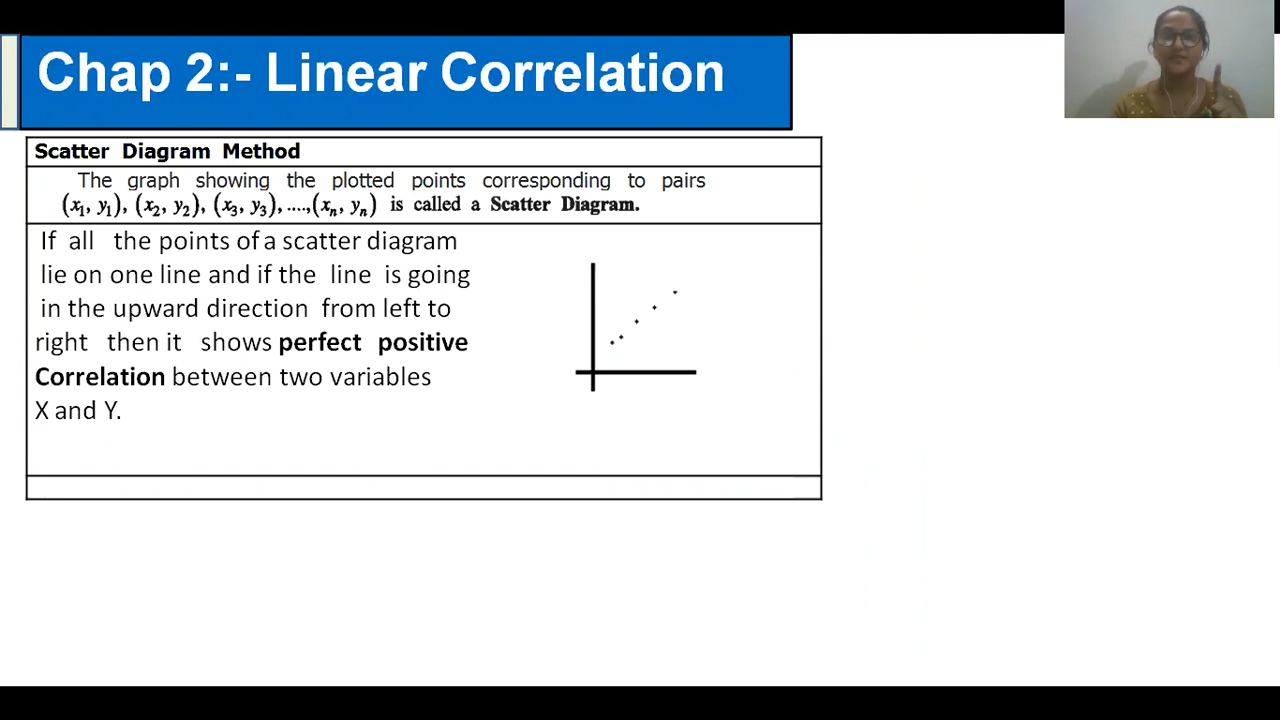 Chap 2:- Linear Correlation
Scatter Diagram Method
The graph showing the plotted points corresponding to pairs
(x₁, y₁), (x₂, y₂), (x₃, y₃), ....,(xₙ, yₙ) is called a Scatter Diagram.
If all the points of a scatter diagram
lie on one line and if the line is going
in the upward direction from left to
right then it shows perfect positive
Correlation between two variables
X and Y.